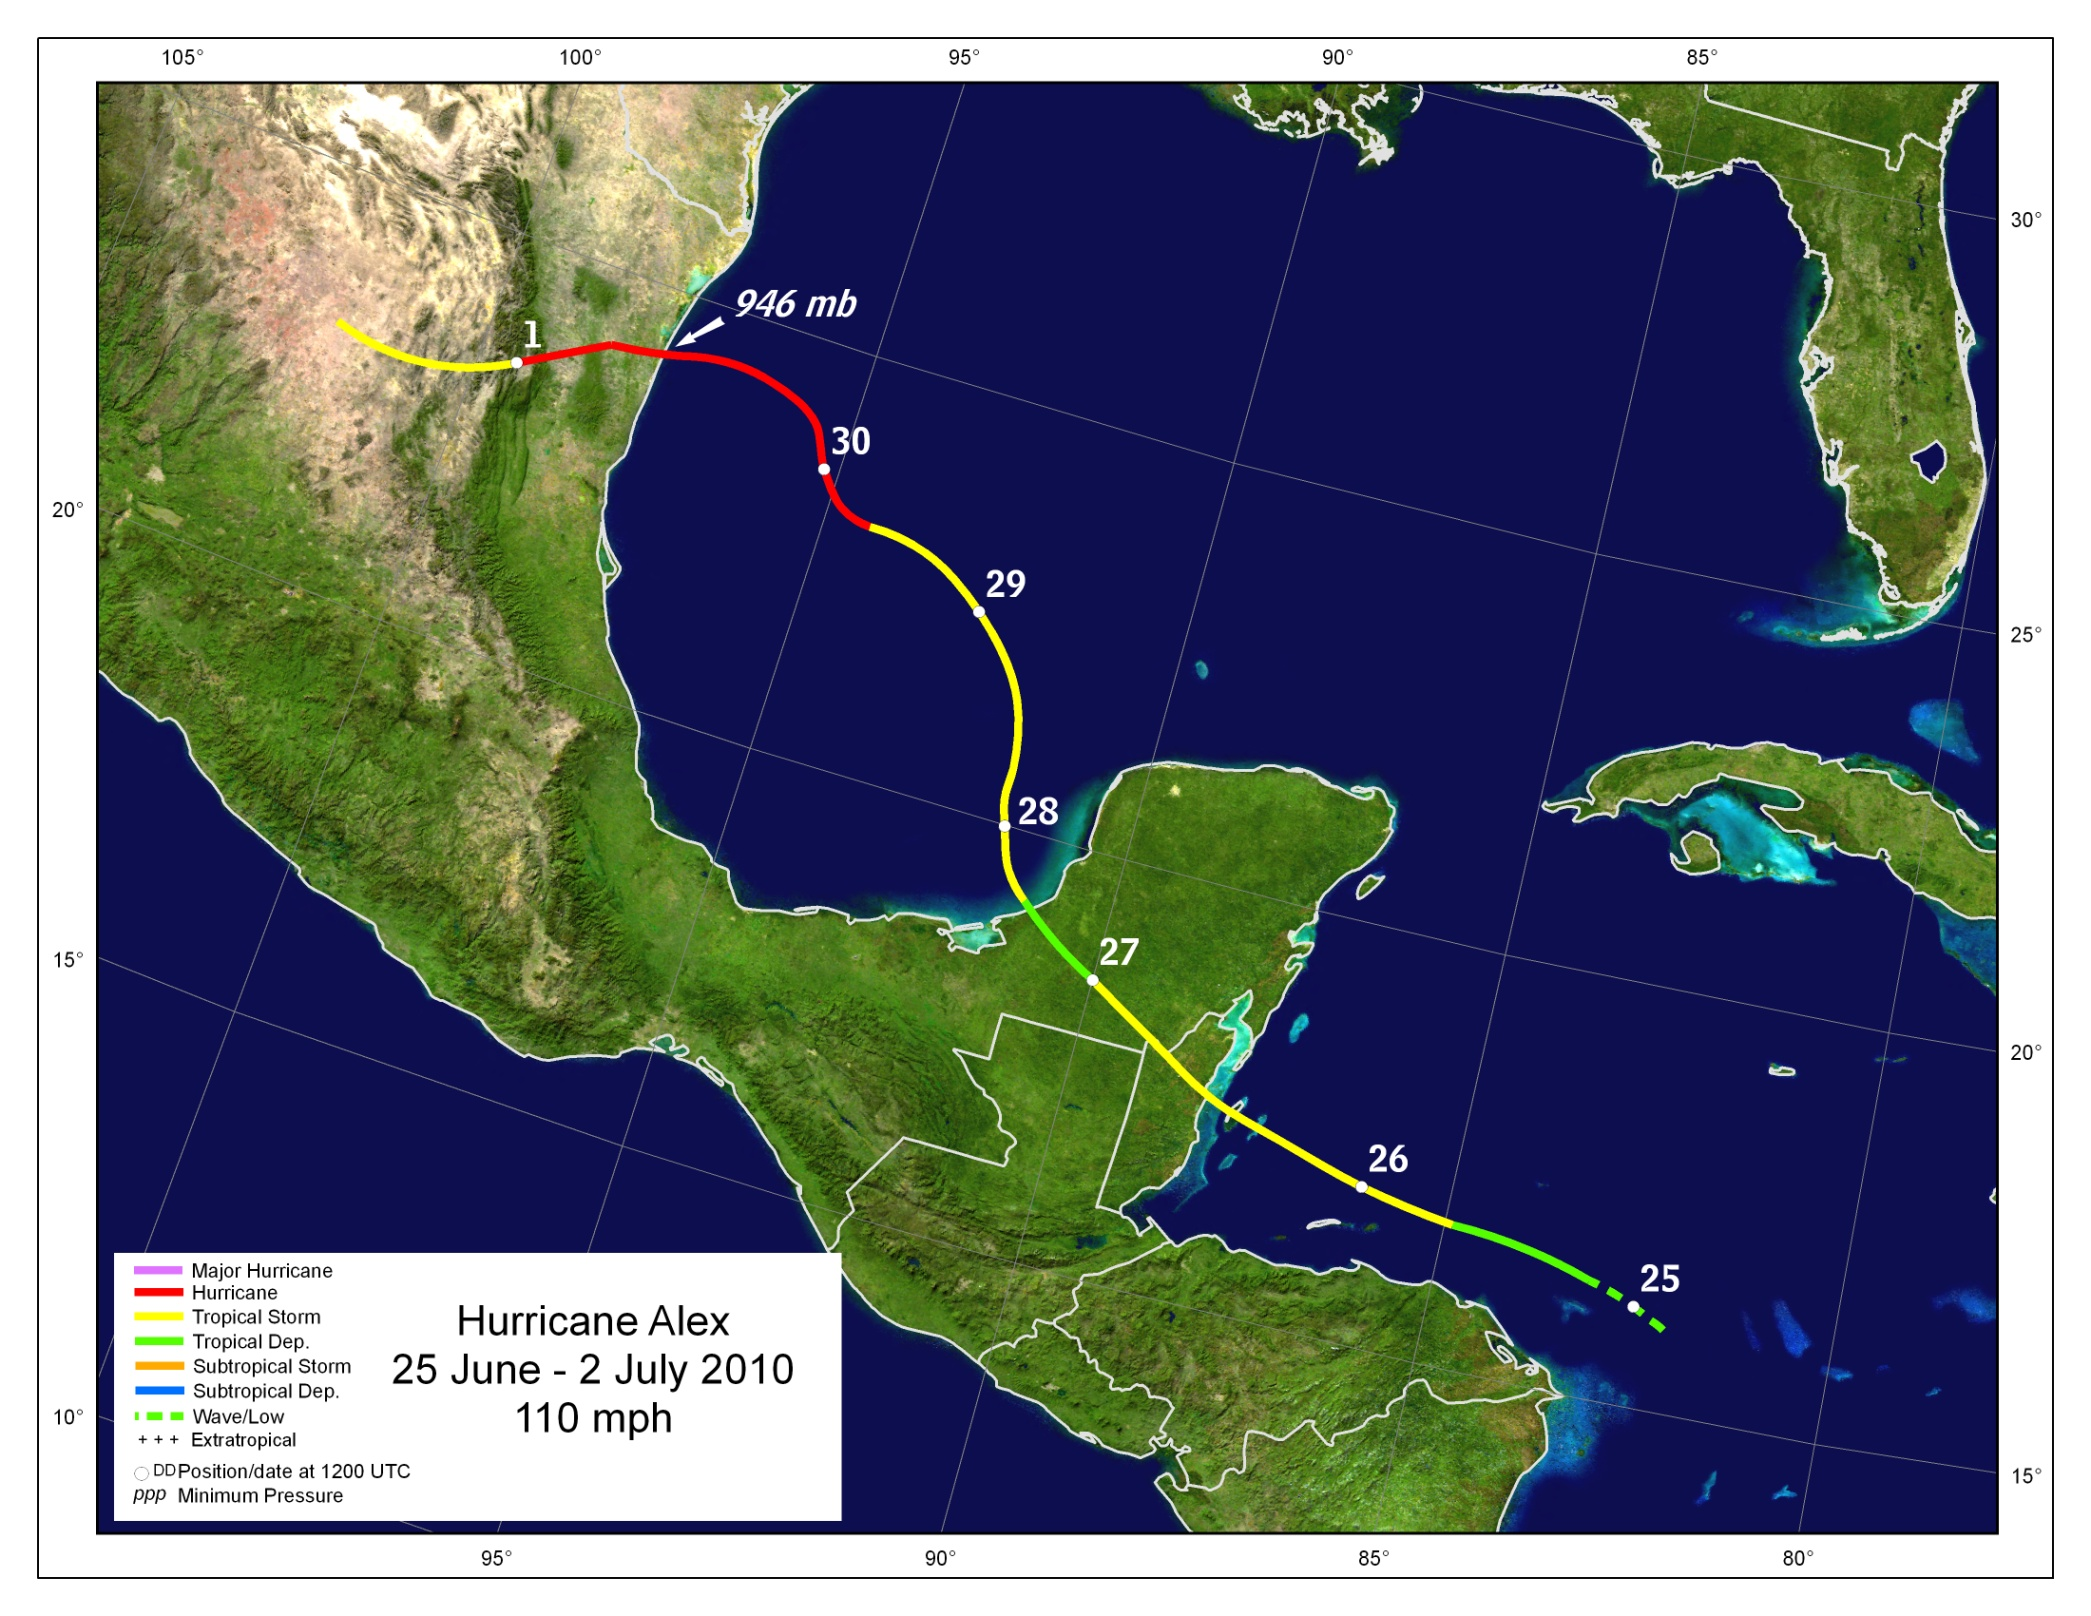 105° 100° 95° 90° 85°
30°
946 mb
1
30
20°
29
25°
28
27
15°
20°
26
25
Major Hurricane
Hurricane
Tropical Storm
Tropical Dep.
Subtropical Storm
Subtropical Dep.
Wave/Low
+ + + Extratropical
DD Position/date at 1200 UTC
ppp Minimum Pressure
Hurricane Alex
25 June - 2 July 2010
110 mph
10°
15°
95° 90° 85° 80°